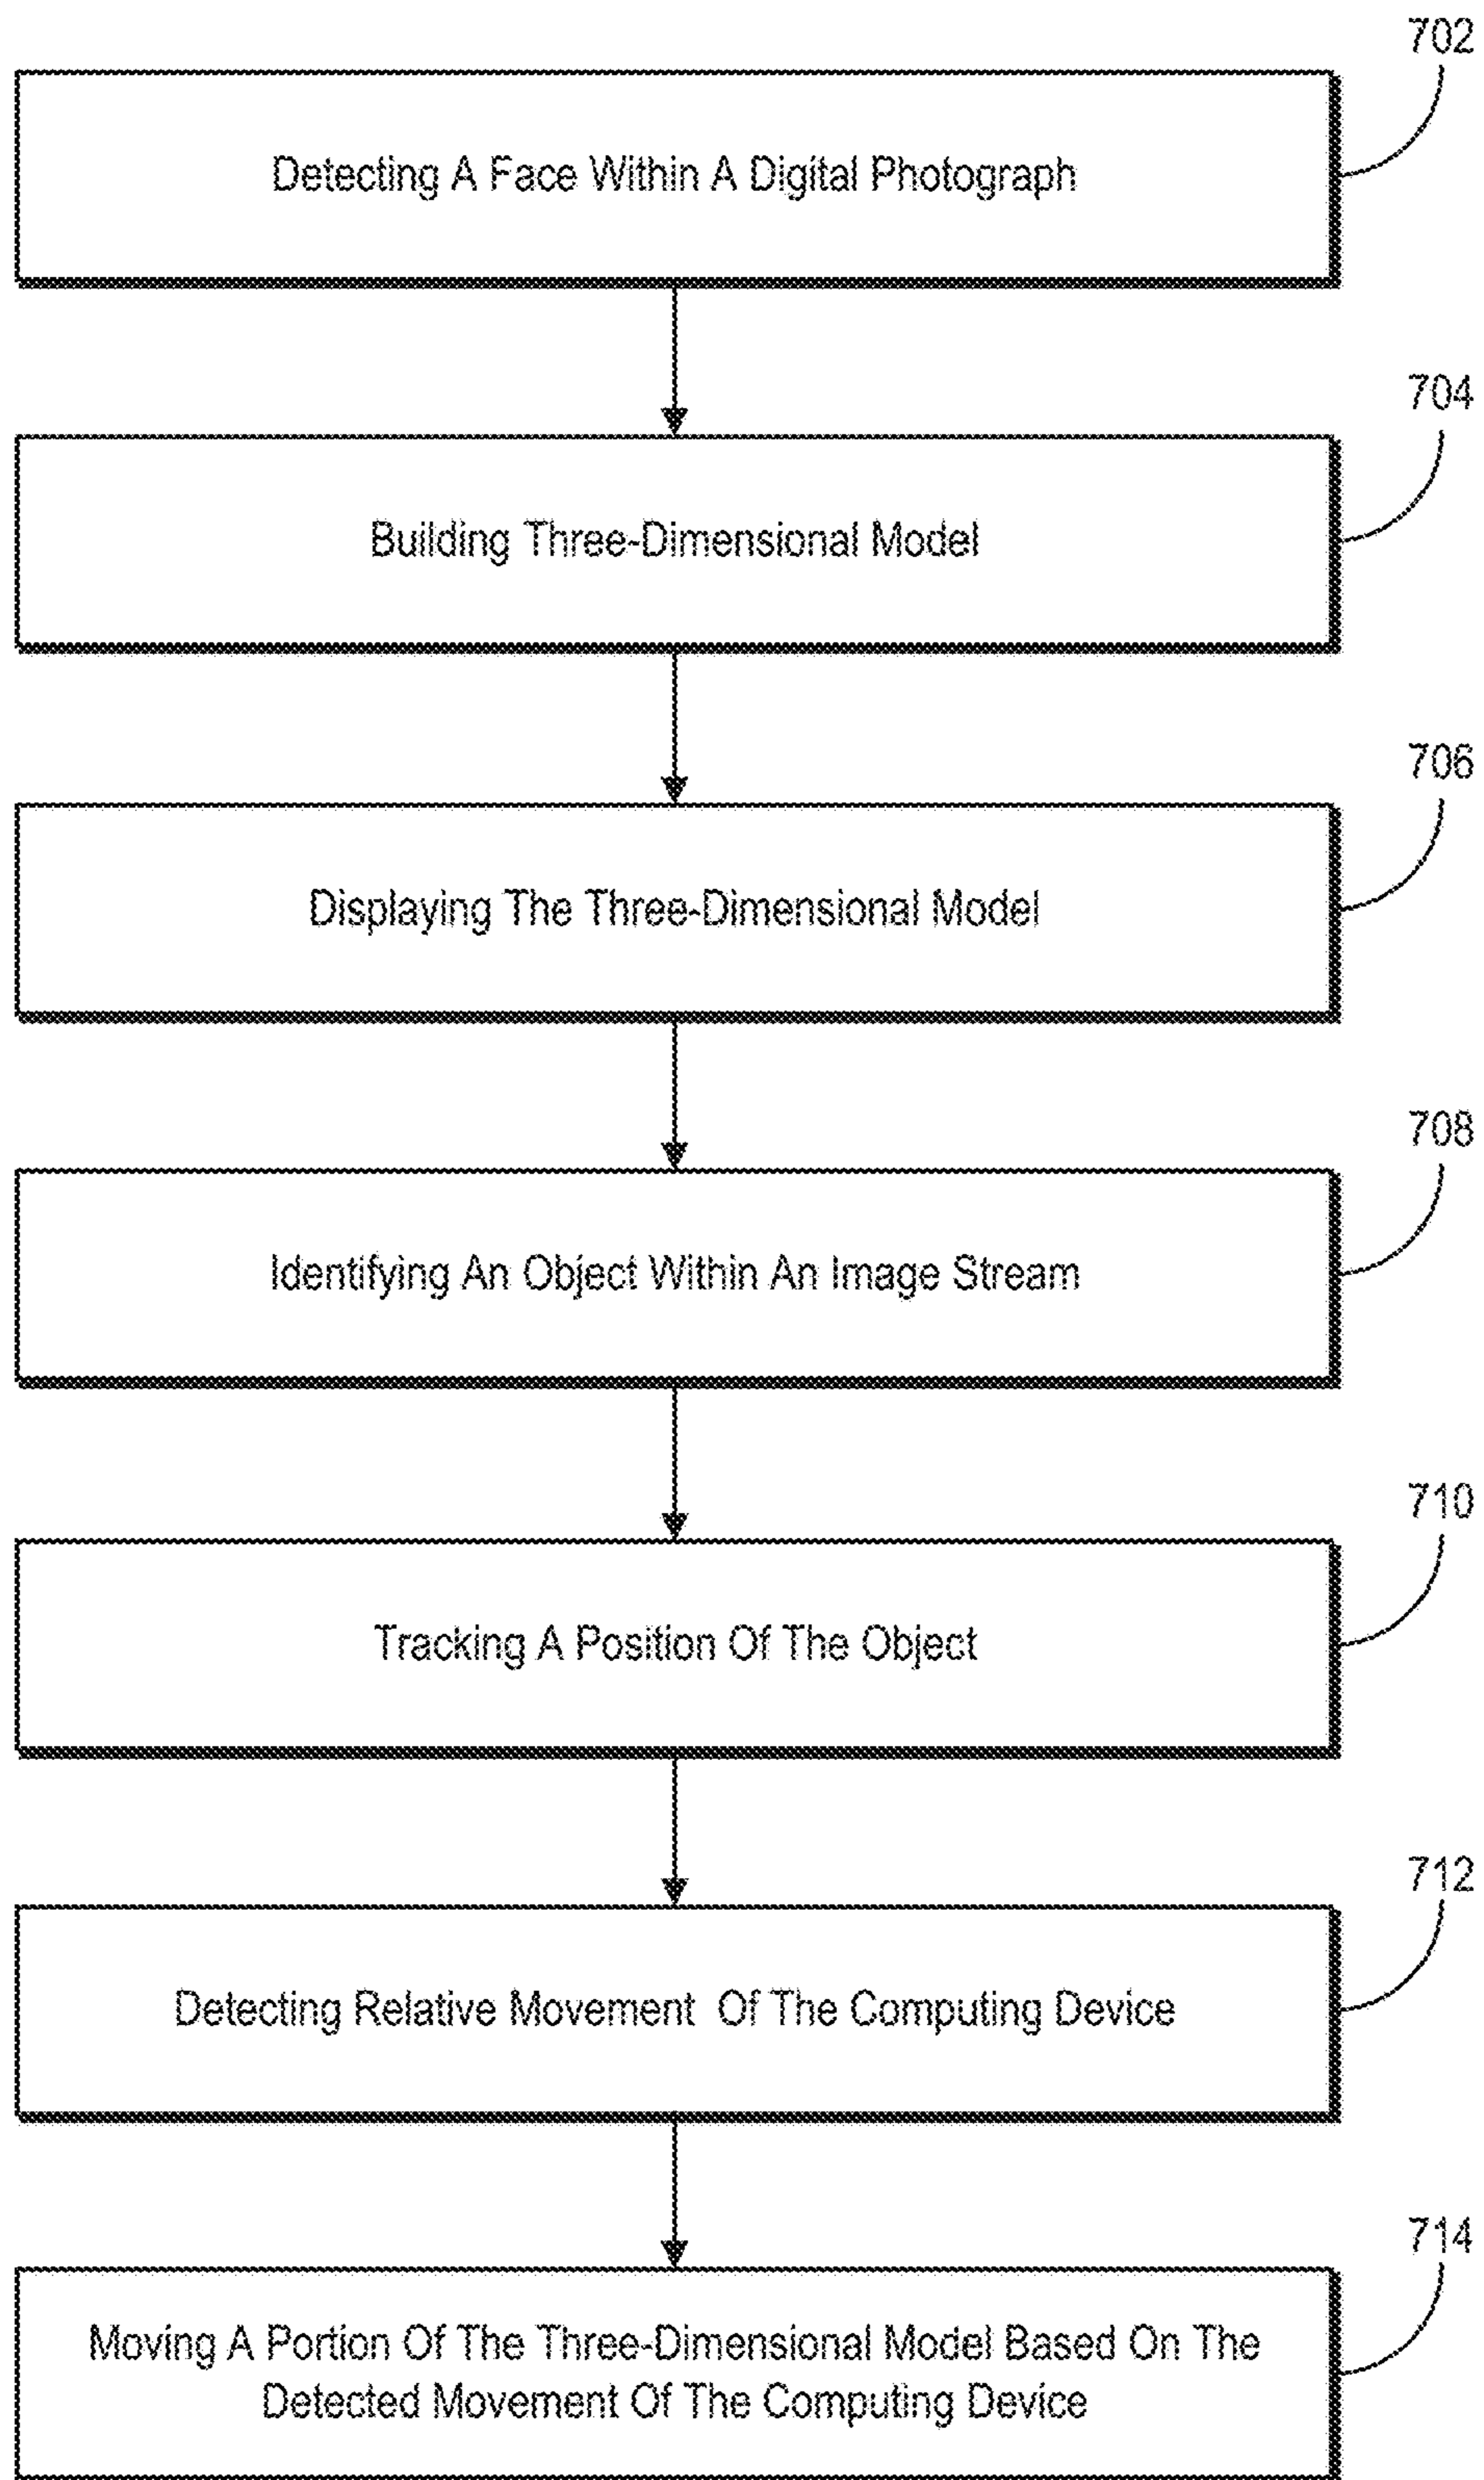 702
Detecting A Face Within A Digital Photograph
704
Building Three-Dimensional Model
706
Displaying The Three-Dimensional Model
708
Identifying An Object Within An Image Stream
710
Tracking A Position Of The Object
712
Detecting Relative Movement Of The Computing Device
714
Moving A Portion Of The Three-Dimensional Model Based On The
Detected Movement Of The Computing Device